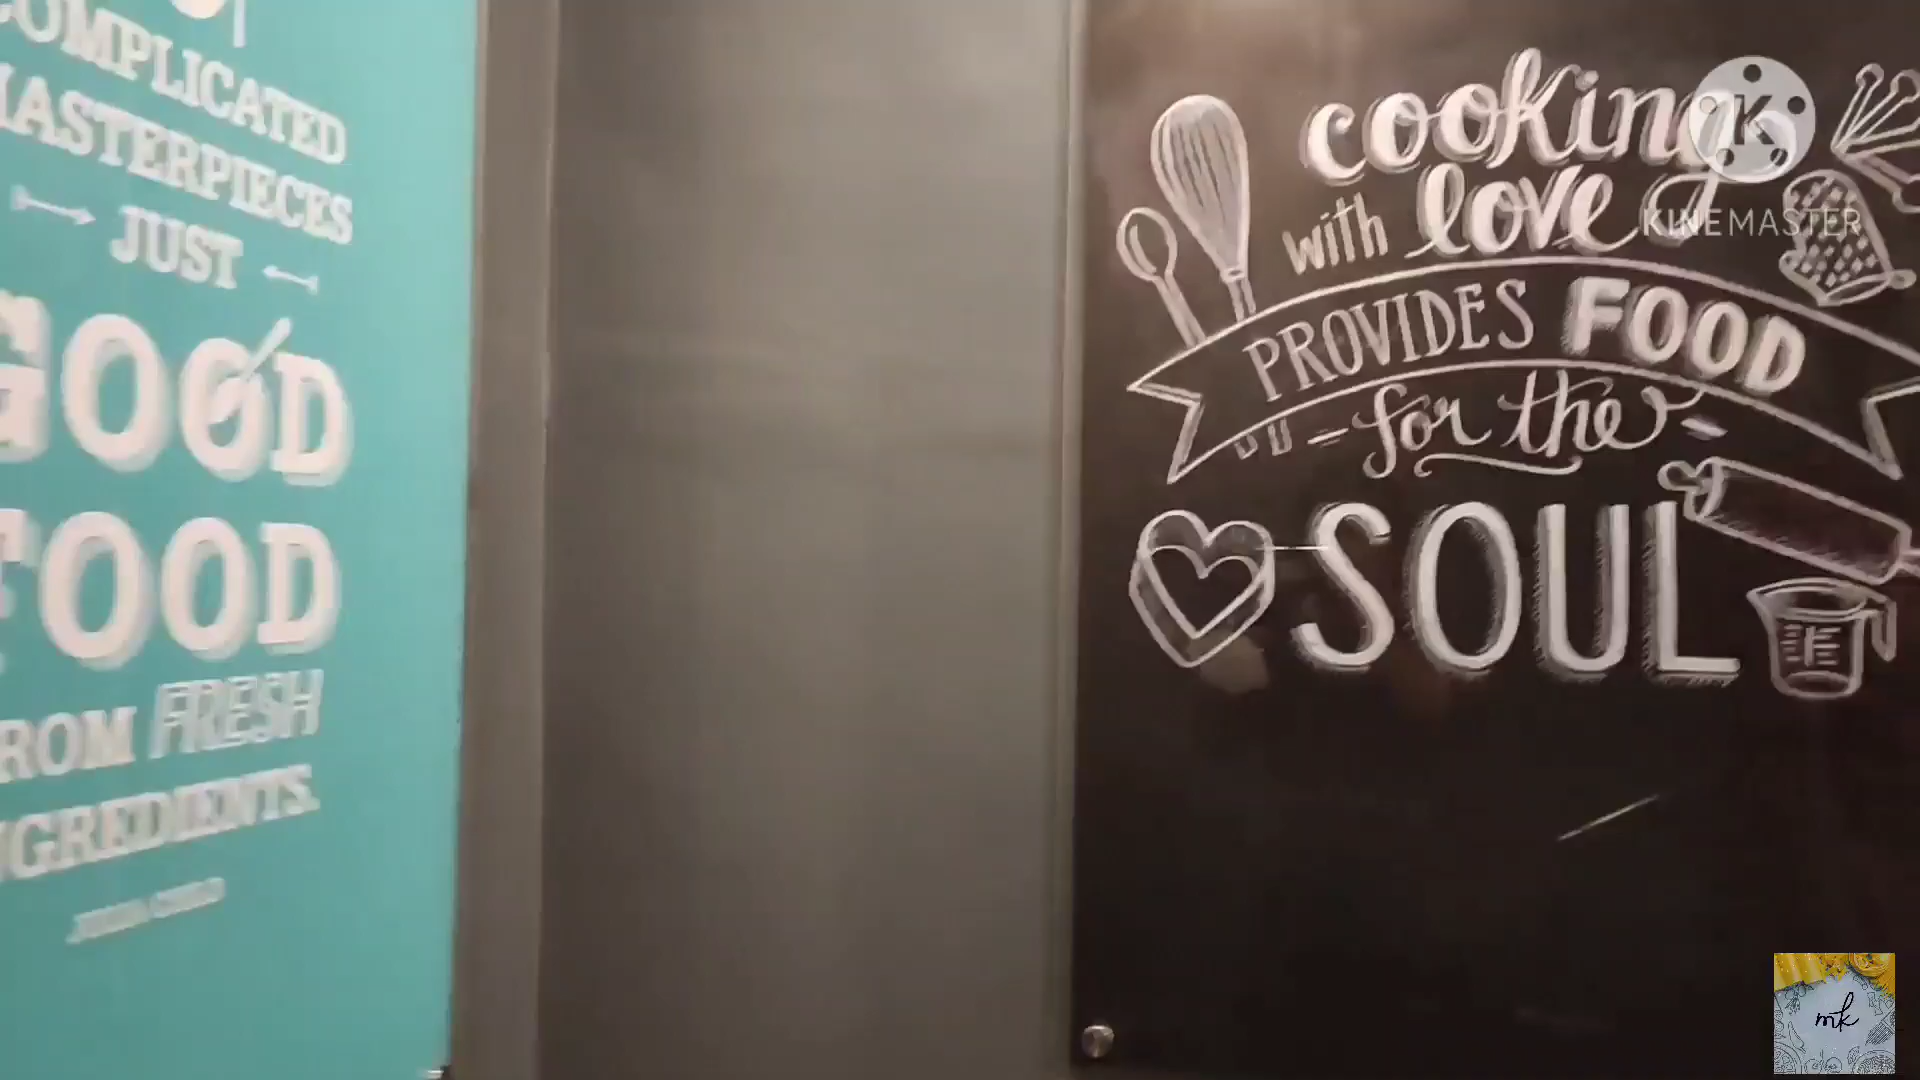 COMPLICATED
MASTERPIECES
JUST
GOOD
FOOD
FROM FRESH
INGREDIENTS.
cooking
with love
PROVIDES FOOD
for the
SOUL
K
KINEMASTER
mk